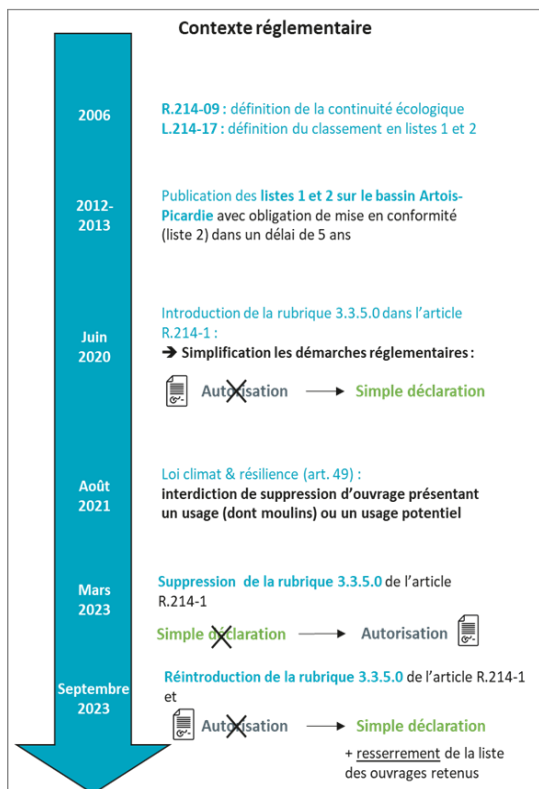 Contexte réglementaire
2006
R.214-09 : définition de la continuité écologique
L.214-17 : définition du classement en listes 1 et 2
2012-
2013
Publication des listes 1 et 2 sur le bassin Artois-
Picardie avec obligation de mise en conformité
(liste 2) dans un délai de 5 ans
Juin
2020
Introduction de la rubrique 3.3.5.0 dans l'article
R.214-1 :
➔ Simplification les démarches réglementaires :
Autorisation → Simple déclaration
Août
2021
Loi climat & résilience (art. 49) :
interdiction de suppression d'ouvrage présentant
un usage (dont moulins) ou un usage potentiel
Mars
2023
Suppression de la rubrique 3.3.5.0 de l'article
R.214-1
Simple déclaration → Autorisation
Septembre
2023
Réintroduction de la rubrique 3.3.5.0 de l'article R.214-1
et
Autorisation → Simple déclaration
+ resserrement de la liste
des ouvrages retenus